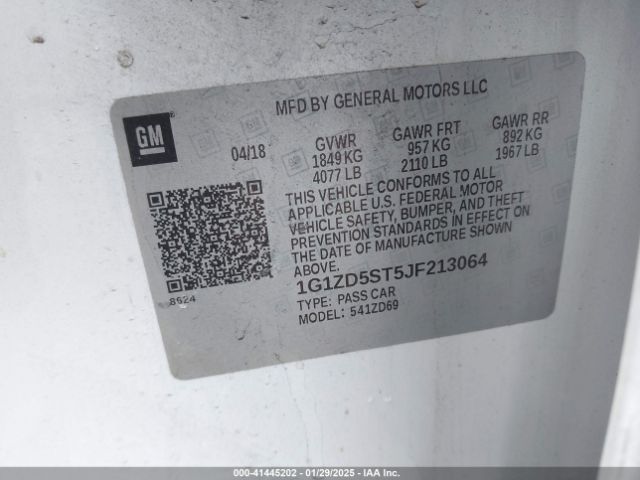 MFD BY GENERAL MOTORS LLC
GM
04/18
GVWR GAWR FRT GAWR RR
1849 KG 957 KG 892 KG
4077 LB 2110 LB 1967 LB
THIS VEHICLE CONFORMS TO ALL
APPLICABLE U.S. FEDERAL MOTOR
VEHICLE SAFETY, BUMPER, AND THEFT
PREVENTION STANDARDS IN EFFECT ON
THE DATE OF MANUFACTURE SHOWN
ABOVE.
1G1ZD5ST5JF213064
TYPE: PASS CAR
MODEL: 541ZD69
8624
000-41445202 - 01/29/2025 - IAA Inc.